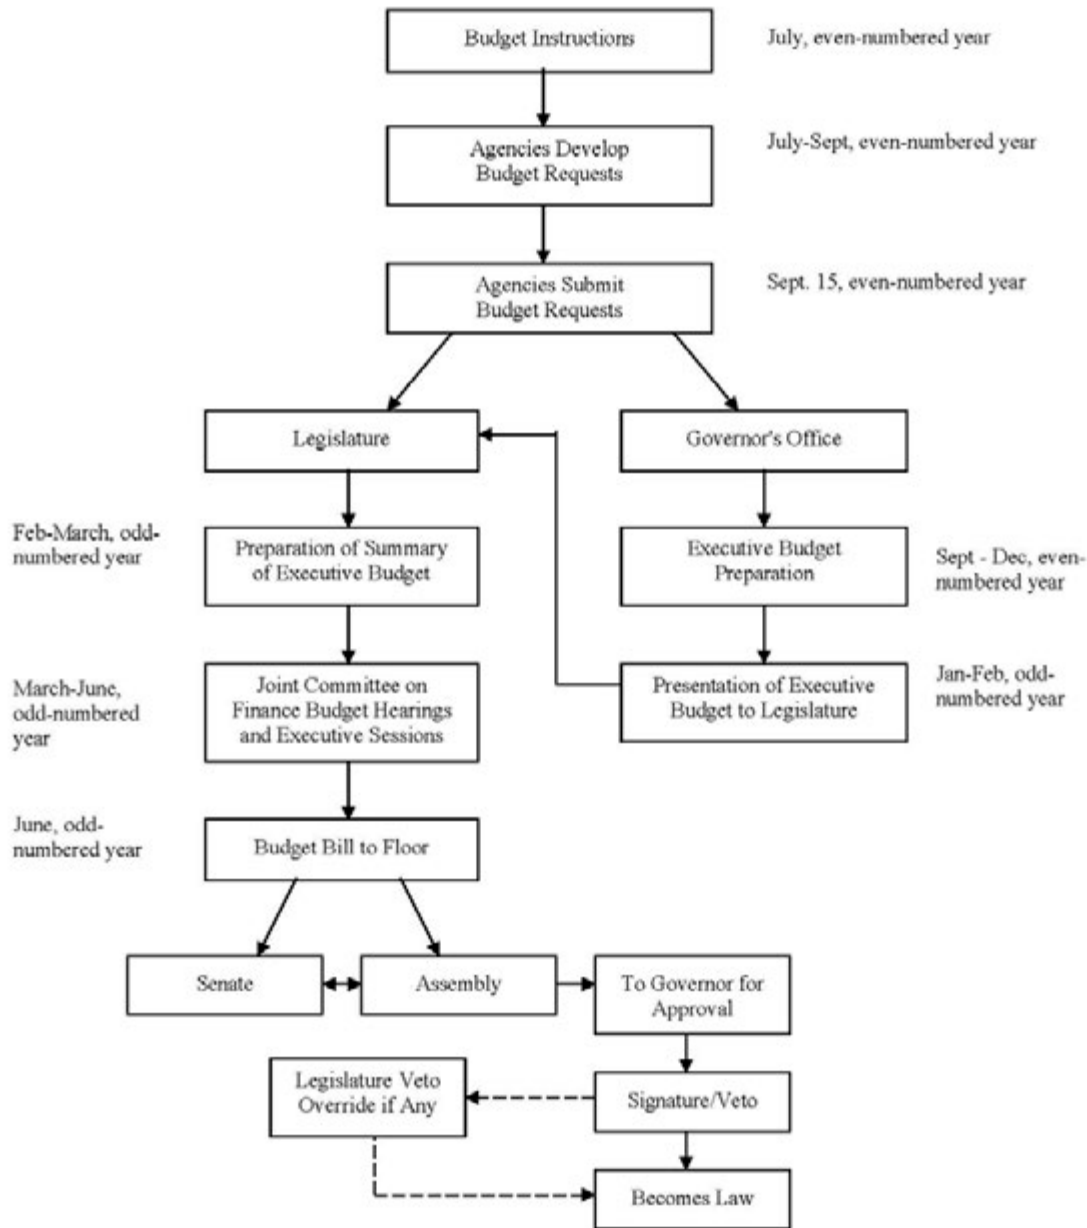 Budget Instructions
July, even-numbered year
Agencies Develop
Budget Requests
July-Sept, even-numbered year
Agencies Submit
Budget Requests
Sept. 15, even-numbered year
Legislature
Governor's Office
Feb-March, odd-
numbered year
Preparation of Summary
of Executive Budget
Executive Budget
Preparation
Sept - Dec, even-
numbered year
March-June,
odd-numbered
year
Joint Committee on
Finance Budget Hearings
and Executive Sessions
Presentation of Executive
Budget to Legislature
Jan-Feb, odd-
numbered year
June, odd-
numbered year
Budget Bill to Floor
Senate
Assembly
To Governor for
Approval
Legislature Veto
Override if Any
Signature/Veto
Becomes Law